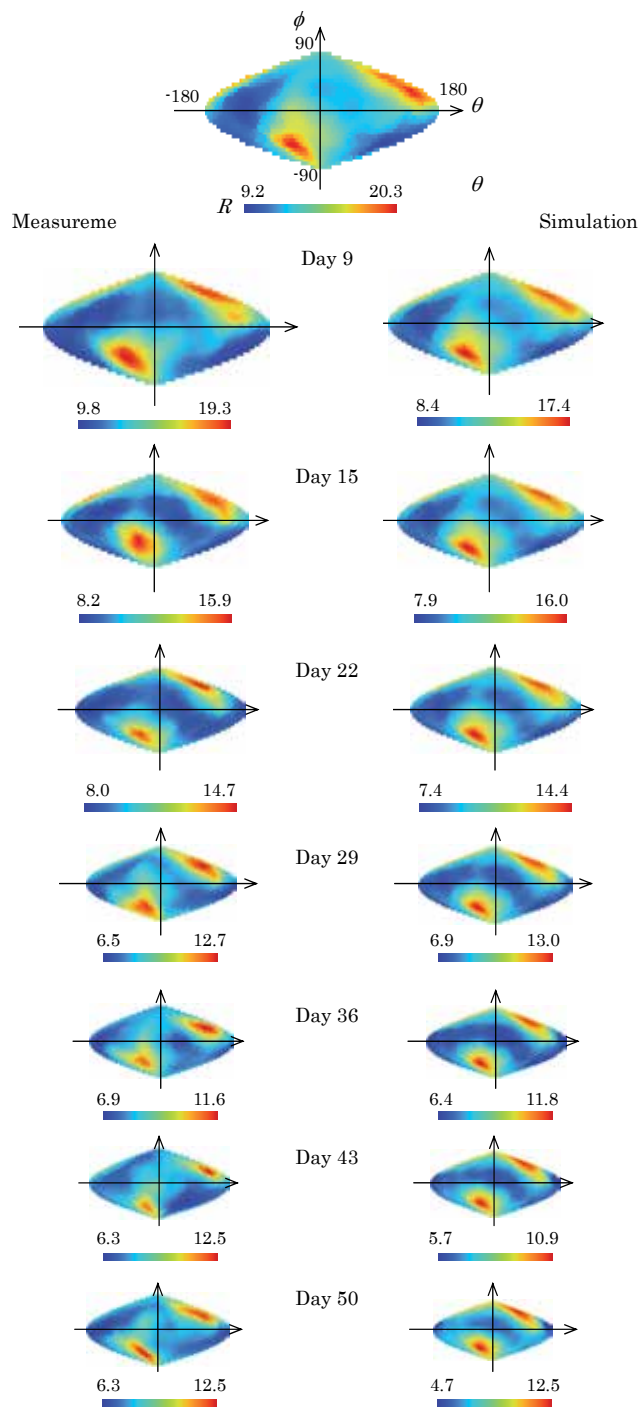 ϕ
90
-180
180
θ
-90
θ
R
9.2
20.3
Measureme
Simulation
Day 9
9.8
19.3
8.4
17.4
Day 15
8.2
15.9
7.9
16.0
Day 22
8.0
14.7
7.4
14.4
Day 29
6.5
12.7
6.9
13.0
Day 36
6.9
11.6
6.4
11.8
Day 43
6.3
12.5
5.7
10.9
Day 50
6.3
12.5
4.7
12.5